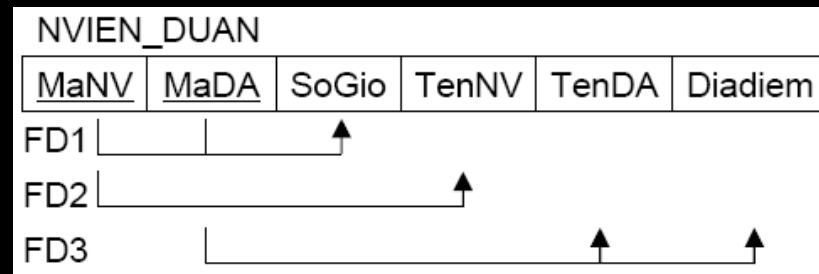 NVIEN_DUAN
MaNV MaDA SoGio TenNV TenDA Diadiem
FD1
FD2
FD3